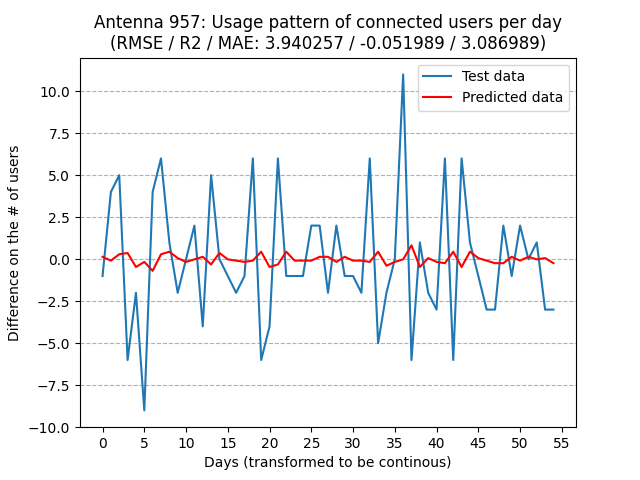 Antenna 957: Usage pattern of connected users per day
(RMSE / R2 / MAE: 3.940257 / -0.051989 / 3.086989)
Test data
Predicted data
Difference on the # of users
10.0
7.5
5.0
2.5
0.0
−2.5
−5.0
−7.5
−10.0
0 5 10 15 20 25 30 35 40 45 50 55
Days (transformed to be continous)